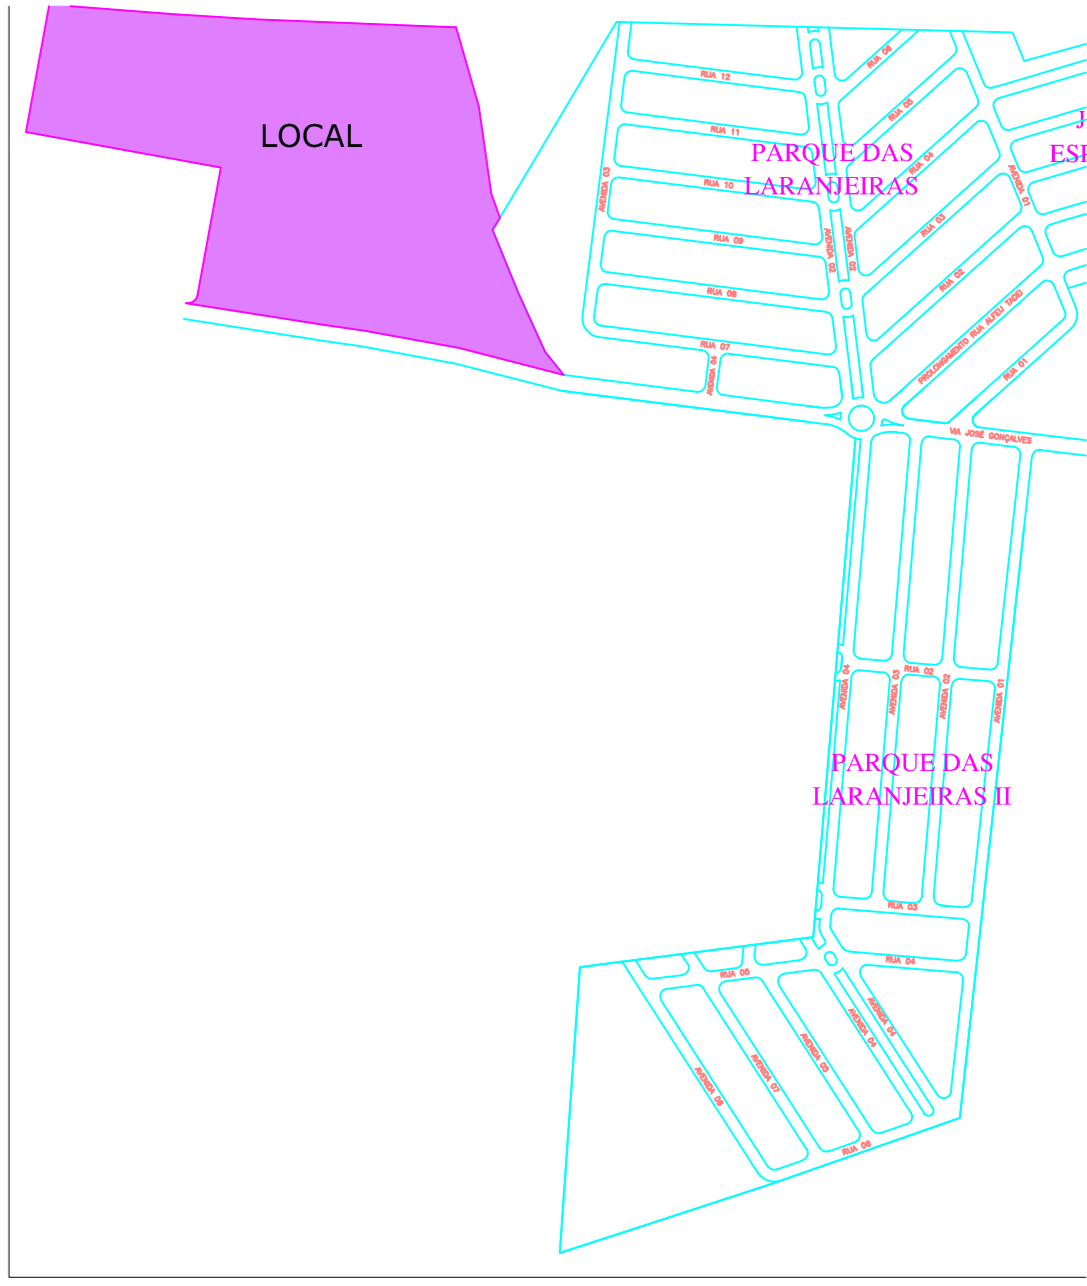 RUA 06
RUA 12
RUA 05
RUA 11
LOCAL
PARQUE DAS
LARANJEIRAS
RUA 04
AVENIDA 03
RUA 10
AVENIDA 01
RUA 03
RUA 09
AVENIDA 02
AVENIDA 02
RUA 02
RUA 08
PROLONGAMENTO RUA ALFEU TADEI
RUA 07
AVENIDA 04
RUA 01
VIA JOSÉ GONÇALVES
RUA 02
AVENIDA 04
AVENIDA 03
AVENIDA 02
AVENIDA 01
PARQUE DAS
LARANJEIRAS II
RUA 03
RUA 04
RUA 05
AVENIDA 04
AVENIDA 04
AVENIDA 05
AVENIDA 07
AVENIDA 08
RUA 06